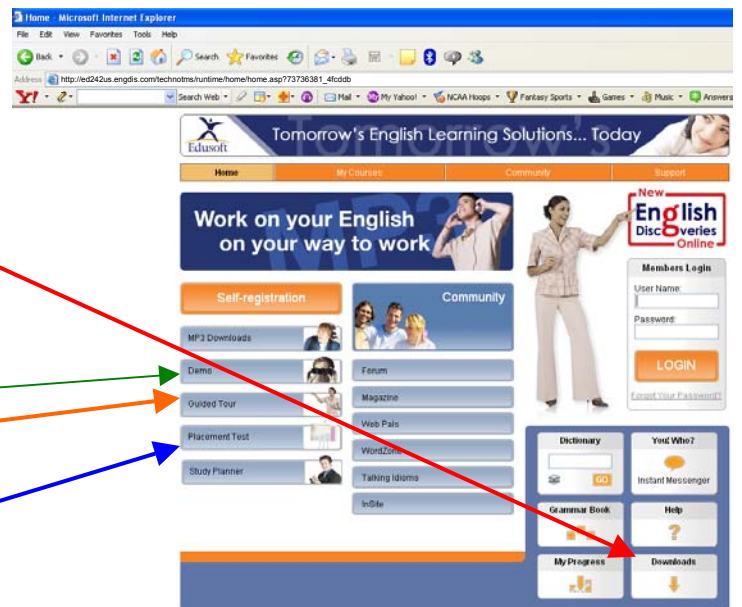 Home - Microsoft Internet Explorer
File Edit View Favorites Tools Help
Back Search Favorites
Address http://ed242us.engdis.com/technotms/runtime/home/home.asp?73736381_4fcddb
Y! Search Web Mail My Yahoo! NCAA Hoops Fantasy Sports Games Music Answers
Edusoft
Tomorrow's English Learning Solutions... Today
Home My Courses Community Support
Work on your English
on your way to work
MP3
New
English
Discoveries
Online
Members Login
User Name:
Password:
LOGIN
Forgot Your Password?
Self-registration
MP3 Downloads
Demo
Guided Tour
Placement Test
Study Planner
Community
Forum
Magazine
Web Pals
WordZone
Talking Idioms
InSite
Dictionary
GO
You! Who?
Instant Messenger
Grammar Book
Help
?
My Progress
Downloads